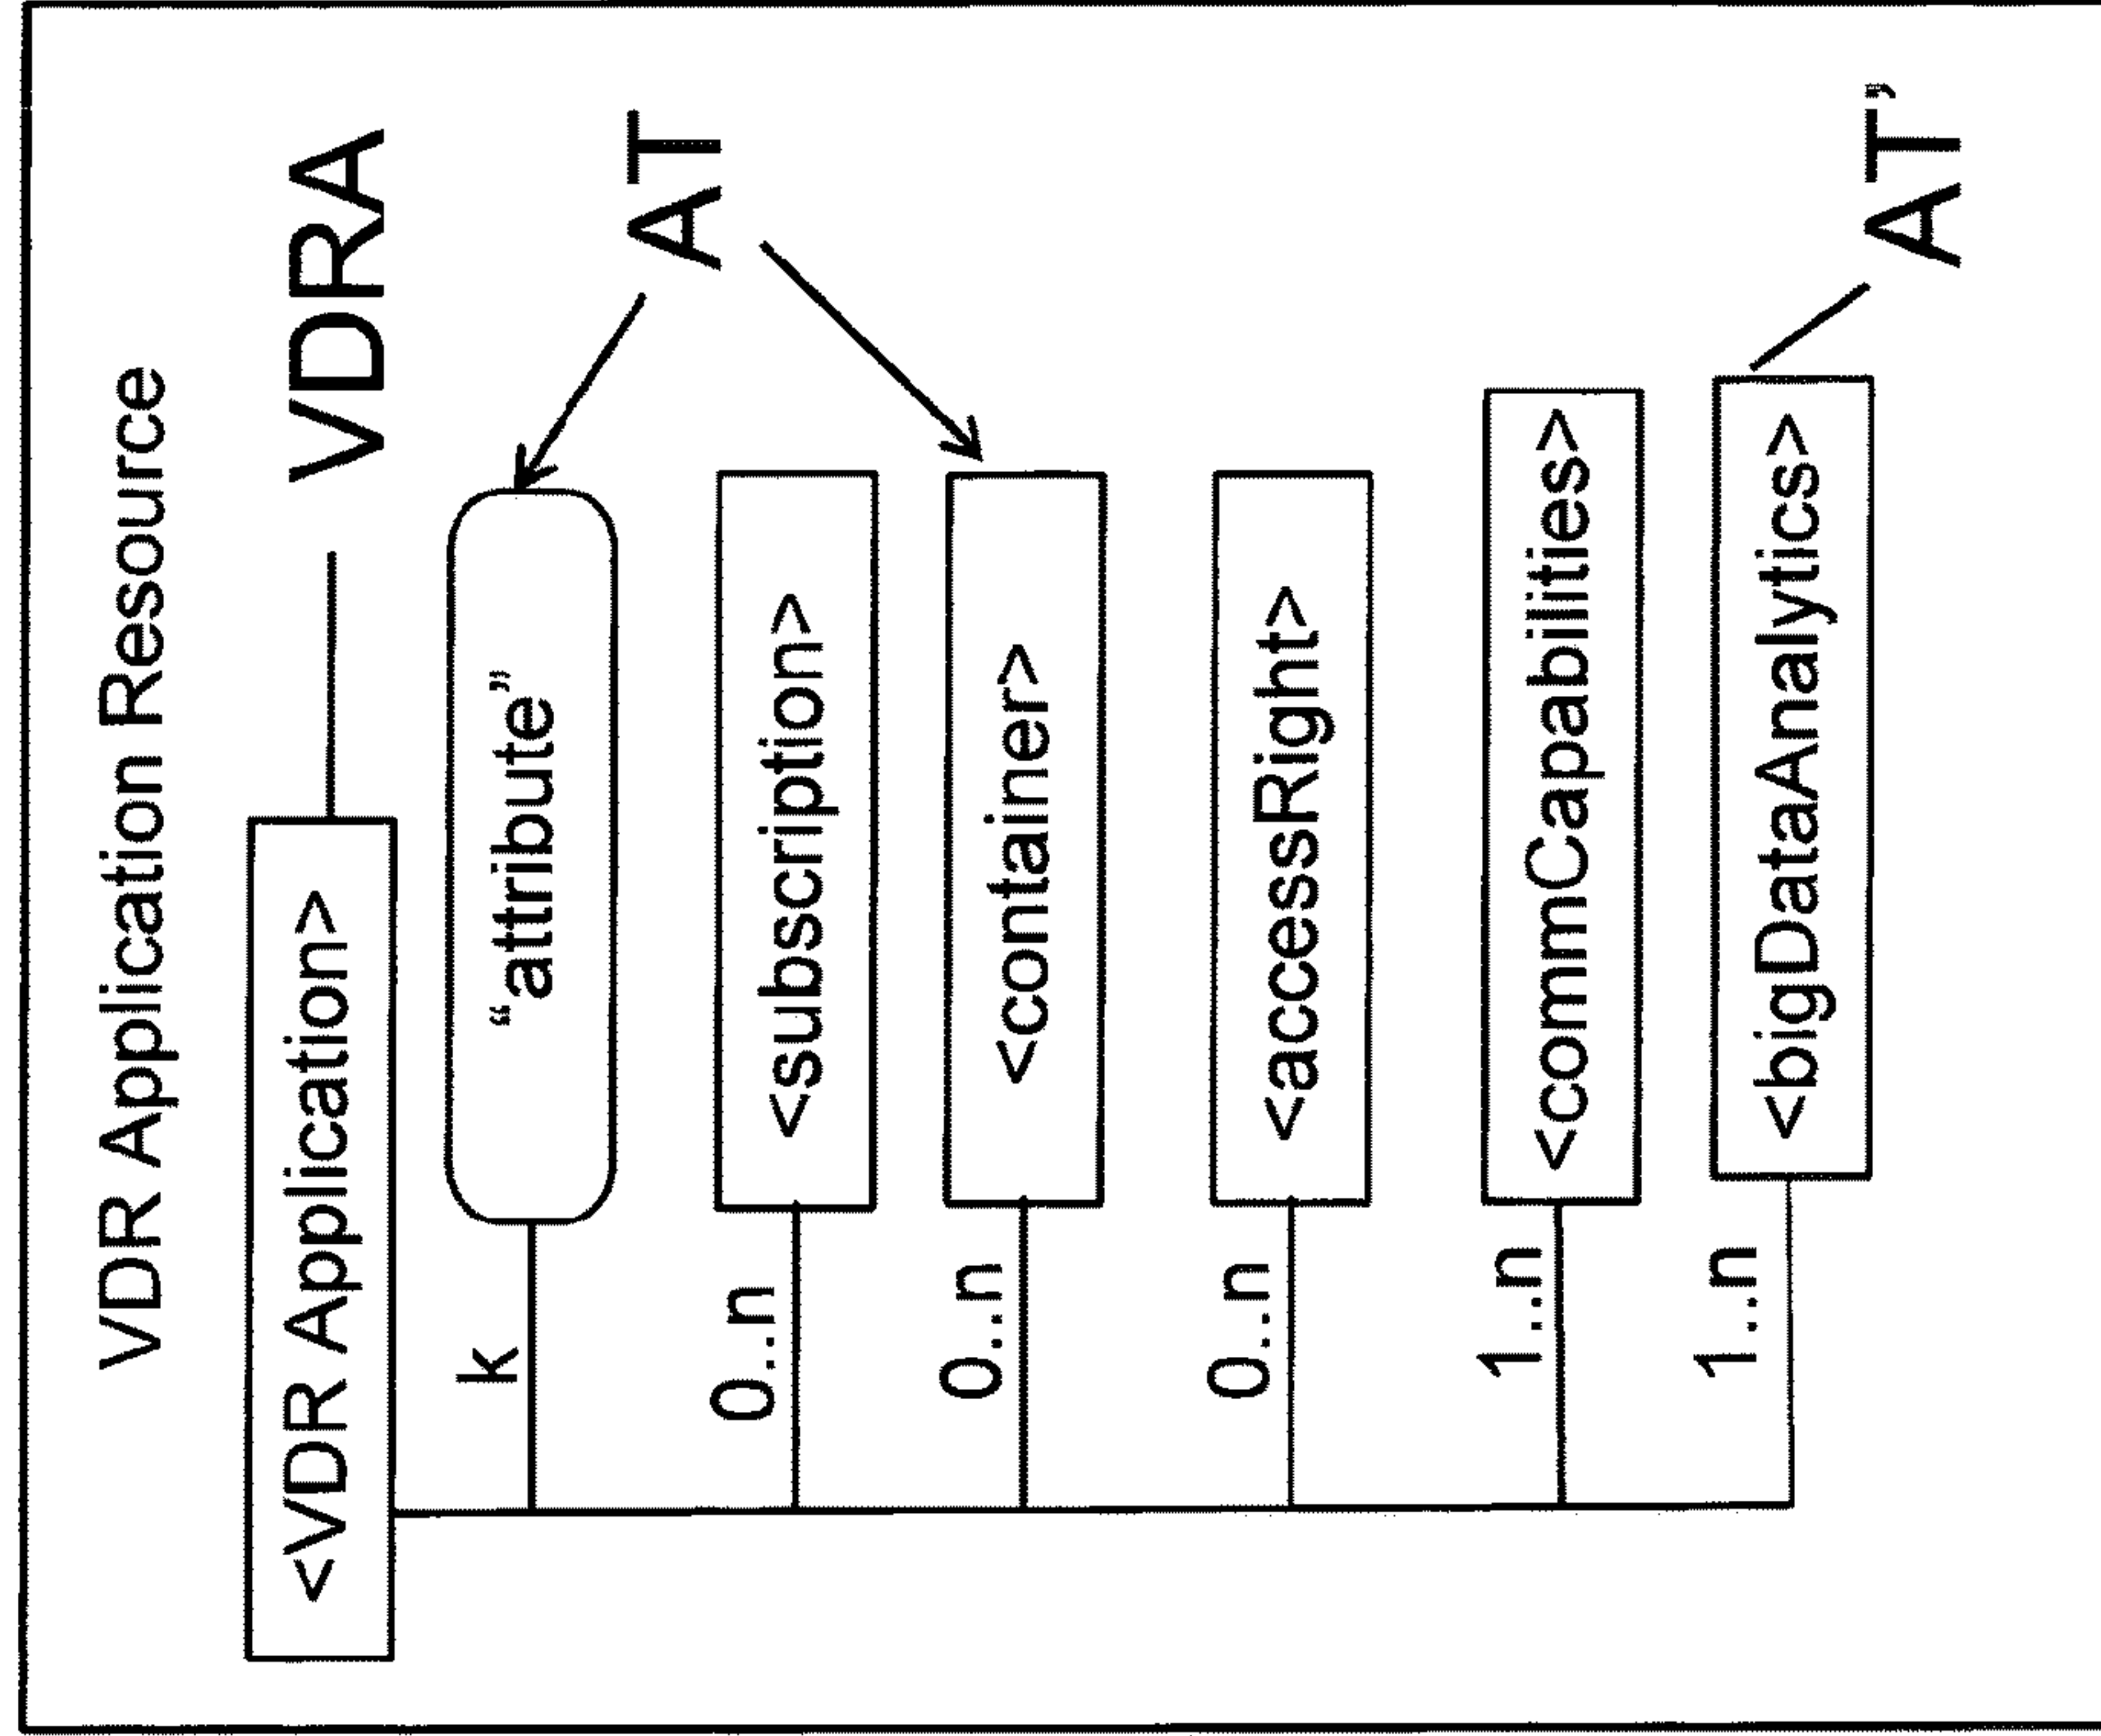 VDR Application Resource
<VDR Application>
VDRA
k
“attribute”
AT
0..n
<subscription>
0..n
<container>
0..n
<accessRight>
1..n
<commCapabilities>
1..n
<bigDataAnalytics>
AT’